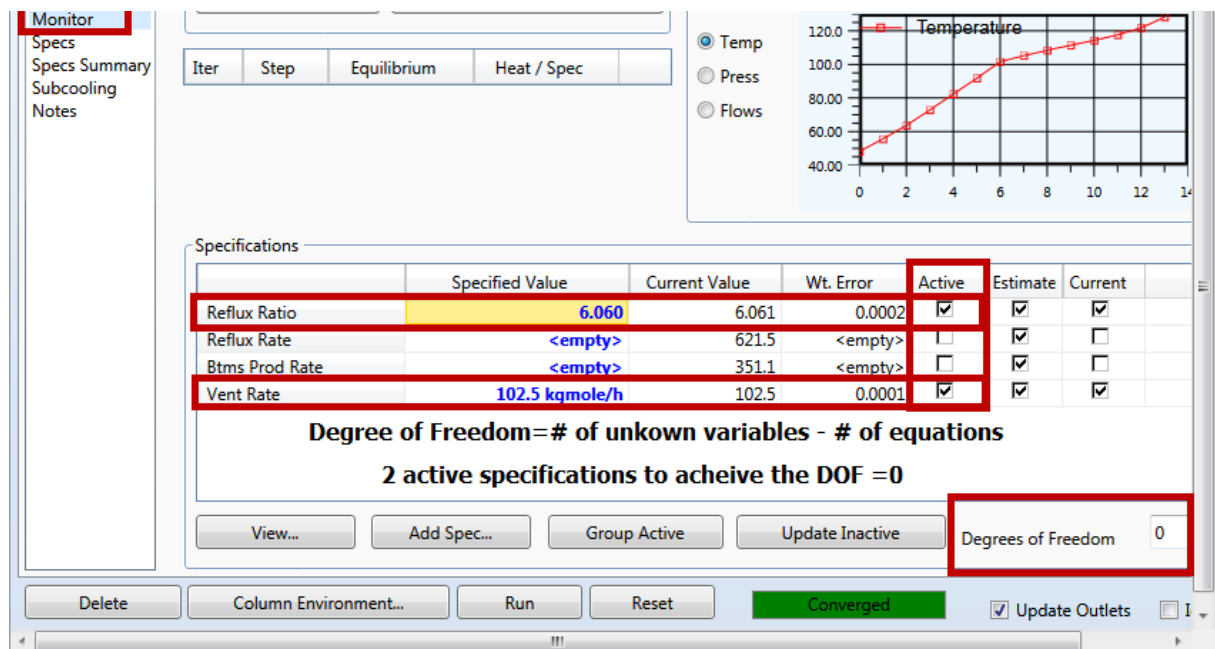 Monitor
Specs
Specs Summary
Subcooling
Notes
Iter Step Equilibrium Heat / Spec
Temp
Press
Flows
Temperature
120.0
100.0
80.00
60.00
40.00
0 2 4 6 8 10 12 14
Specifications
Specified Value Current Value Wt. Error Active Estimate Current
Reflux Ratio 6.060 6.061 0.0002
Reflux Rate <empty> 621.5 <empty>
Btms Prod Rate <empty> 351.1 <empty>
Vent Rate 102.5 kgmole/h 102.5 0.0001
Degree of Freedom=# of unkown variables - # of equations
2 active specifications to acheive the DOF =0
View... Add Spec... Group Active Update Inactive Degrees of Freedom 0
Delete Column Environment... Run Reset Converged Update Outlets